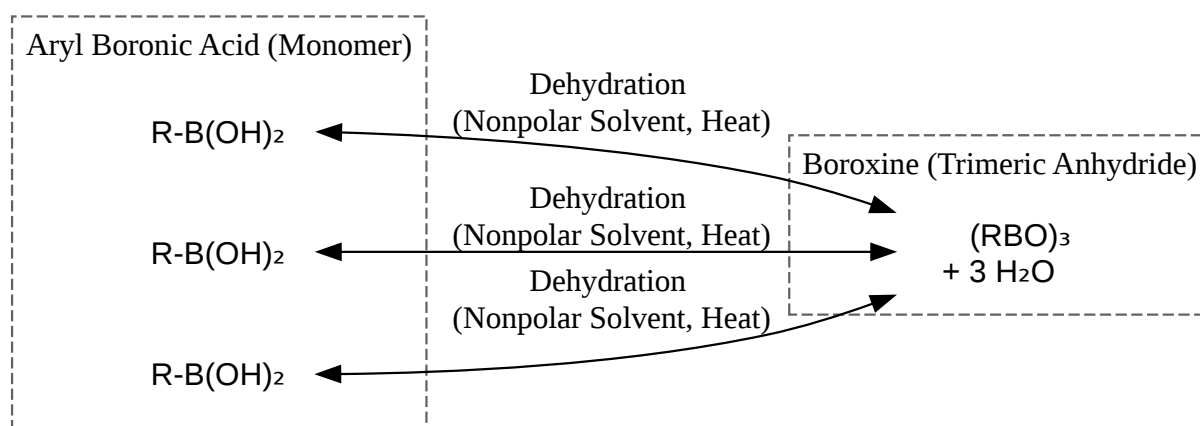 Aryl Boronic Acid (Monomer)
R-B(OH)₂
R-B(OH)₂
R-B(OH)₂
Dehydration
(Nonpolar Solvent, Heat)
Dehydration
(Nonpolar Solvent, Heat)
Dehydration
(Nonpolar Solvent, Heat)
Boroxine (Trimeric Anhydride)
(RBO)₃
+ 3 H₂O